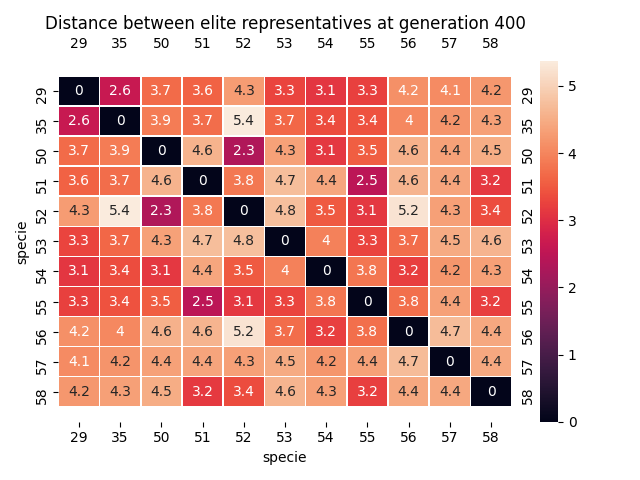 Distance between elite representatives at generation 400
29 35 50 51 52 53 54 55 56 57 58
29 0 2.6 3.7 3.6 4.3 3.3 3.1 3.3 4.2 4.1 4.2 29
35 2.6 0 3.9 3.7 5.4 3.7 3.4 3.4 4 4.2 4.3 35
50 3.7 3.9 0 4.6 2.3 4.3 3.1 3.5 4.6 4.4 4.5 50
51 3.6 3.7 4.6 0 3.8 4.7 4.4 2.5 4.6 4.4 3.2 51
52 4.3 5.4 2.3 3.8 0 4.8 3.5 3.1 5.2 4.3 3.4 52
53 3.3 3.7 4.3 4.7 4.8 0 4 3.3 3.7 4.5 4.6 53
54 3.1 3.4 3.1 4.4 3.5 4 0 3.8 3.2 4.2 4.3 54
55 3.3 3.4 3.5 2.5 3.1 3.3 3.8 0 3.8 4.4 3.2 55
56 4.2 4 4.6 4.6 5.2 3.7 3.2 3.8 0 4.7 4.4 56
57 4.1 4.2 4.4 4.4 4.3 4.5 4.2 4.4 4.7 0 4.4 57
58 4.2 4.3 4.5 3.2 3.4 4.6 4.3 3.2 4.4 4.4 0 58
29 35 50 51 52 53 54 55 56 57 58
specie
specie
5
4
3
2
1
0